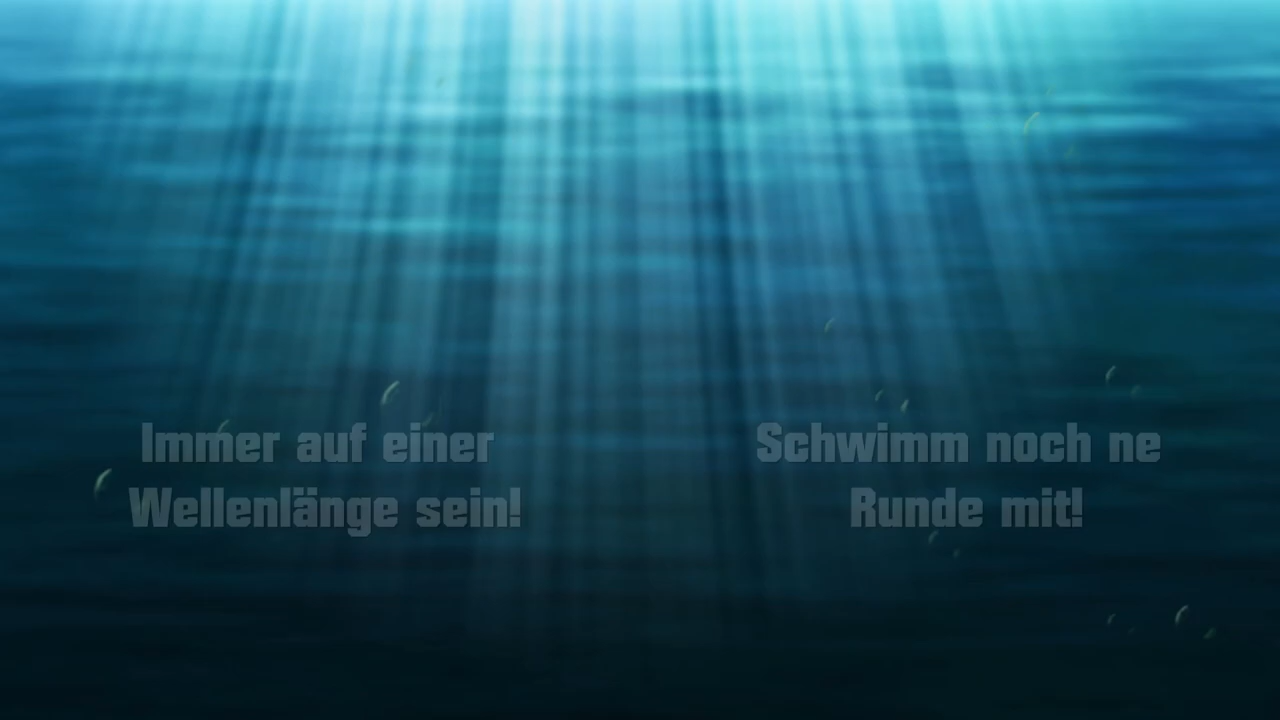 Immer auf einer
Wellenlänge sein!
Schwimm noch ne
Runde mit!